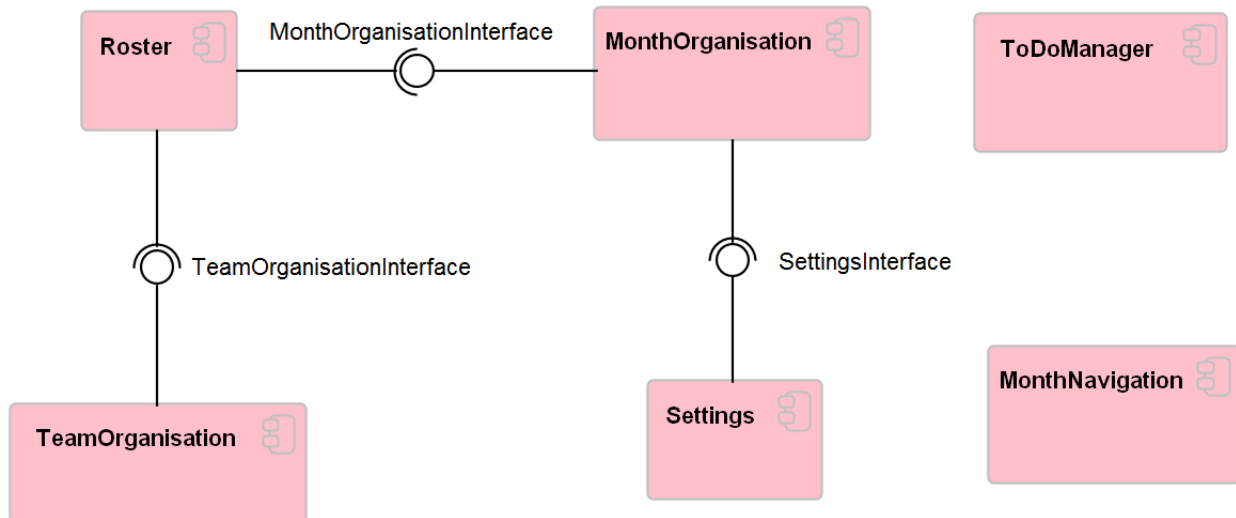 Roster
MonthOrganisationInterface
MonthOrganisation
ToDoManager
TeamOrganisationInterface
SettingsInterface
TeamOrganisation
Settings
MonthNavigation